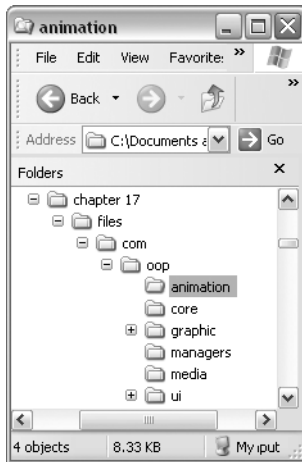 animation
File Edit View Favorite: »
Back »
Address C:\Documents a Go
Folders
chapter 17
files
com
oop
animation
core
graphic
managers
media
ui
4 objects 8.33 KB